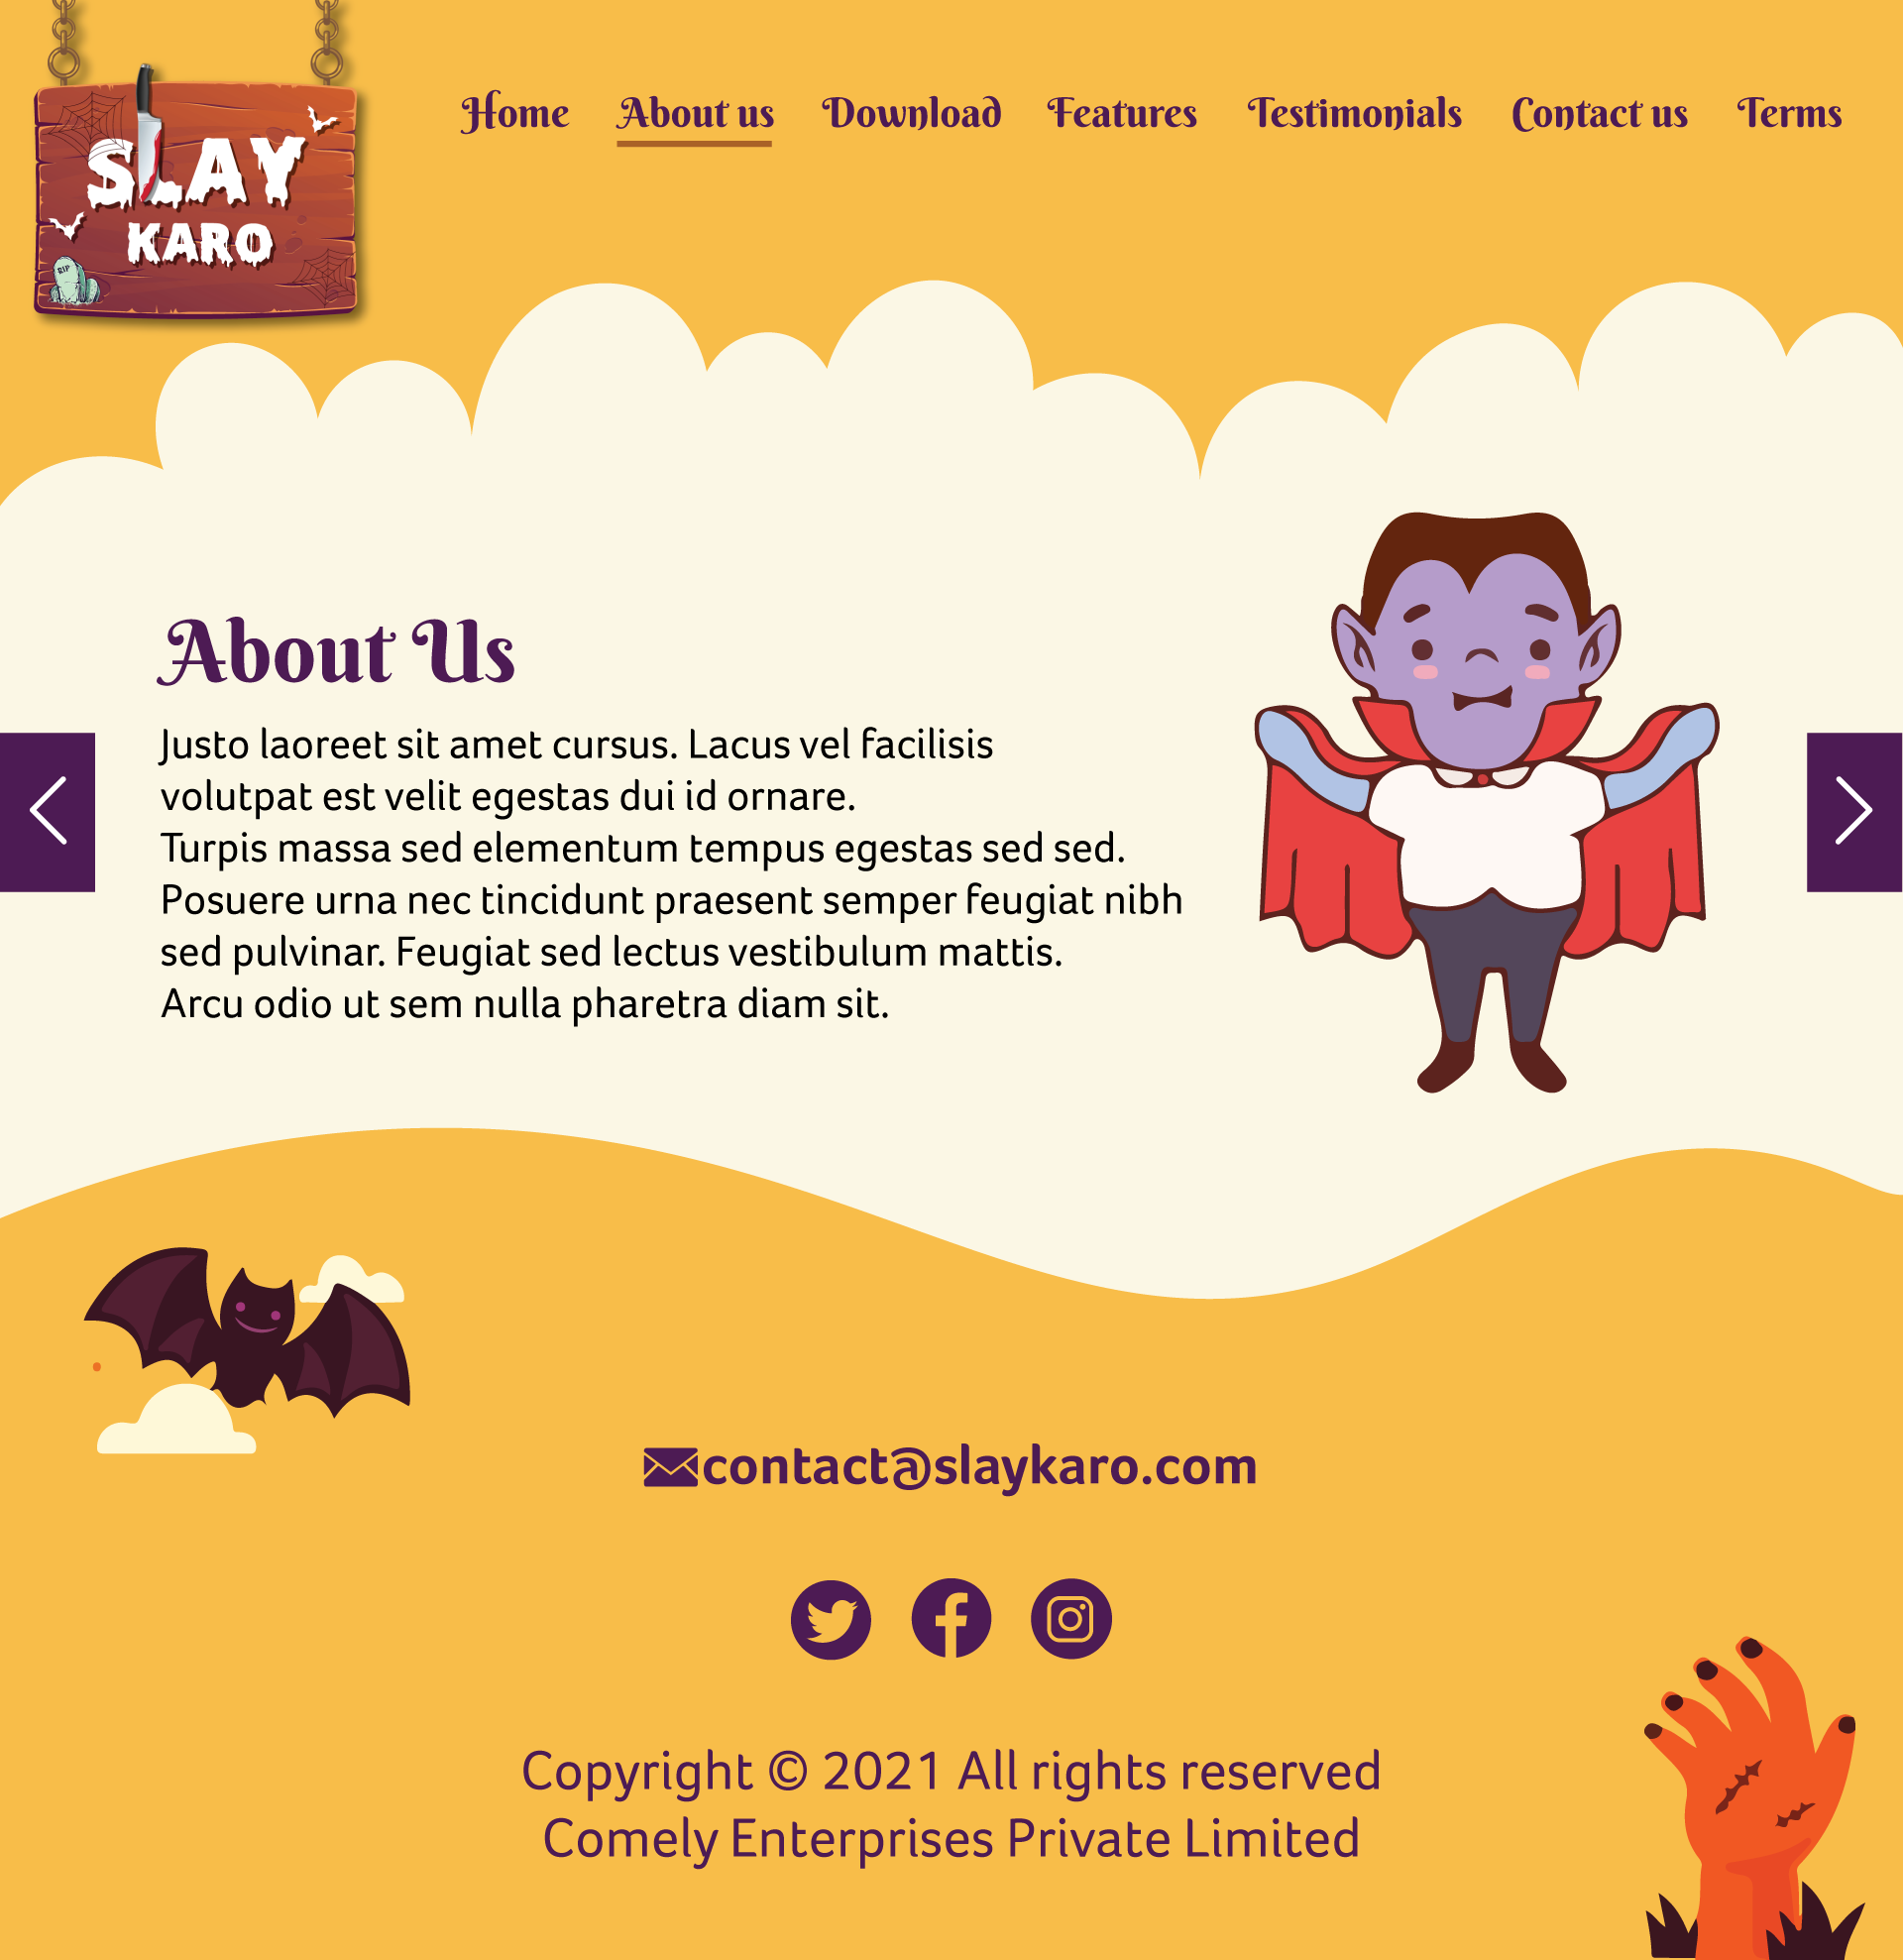 SLAY
KARO
RIP
Home About us Download Features Testimonials Contact us Terms
About Us
Justo laoreet sit amet cursus. Lacus vel facilisis
volutpat est velit egestas dui id ornare.
Turpis massa sed elementum tempus egestas sed sed.
Posuere urna nec tincidunt praesent semper feugiat nibh
sed pulvinar. Feugiat sed lectus vestibulum mattis.
Arcu odio ut sem nulla pharetra diam sit.
contact@slaykaro.com
Copyright © 2021 All rights reserved
Comely Enterprises Private Limited